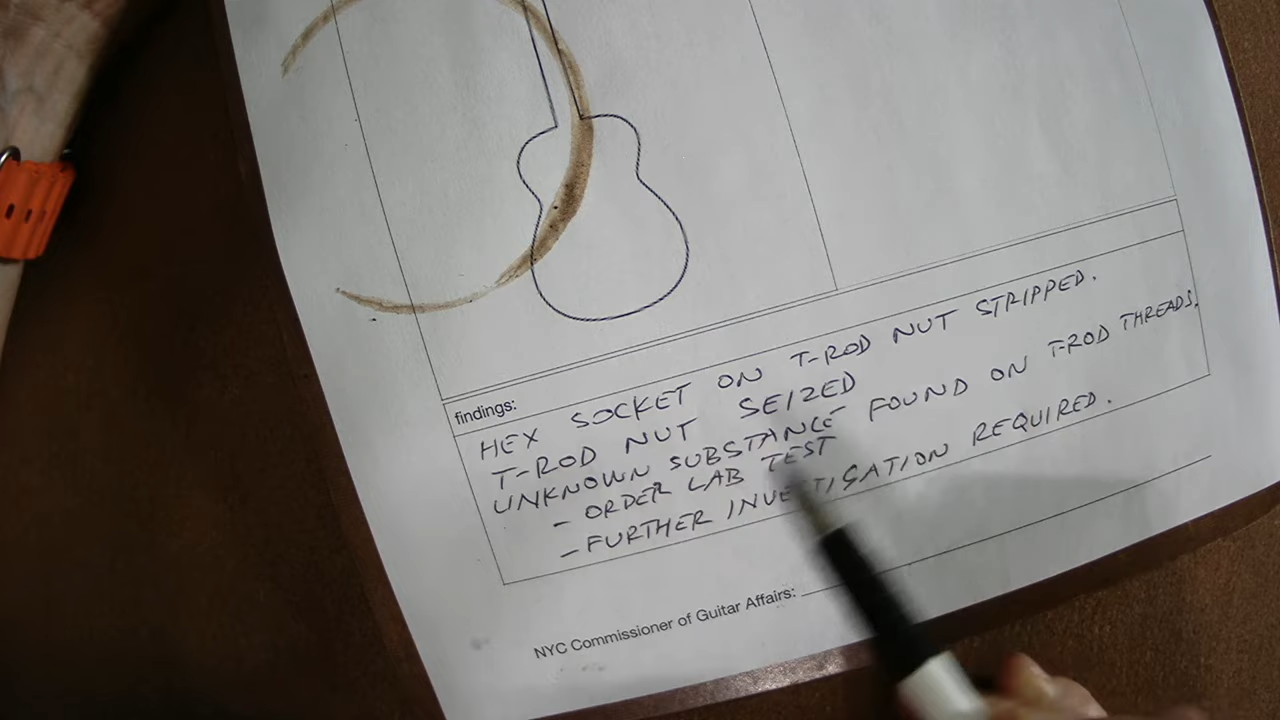 findings:
HEX SOCKET ON T-ROD NUT STRIPPED.
T-ROD NUT SEIZED
UNKNOWN SUBSTANCE FOUND ON T-ROD THREADS.
- ORDER LAB TEST
- FURTHER INVESTIGATION REQUIRED.
NYC Commissioner of Guitar Affairs: